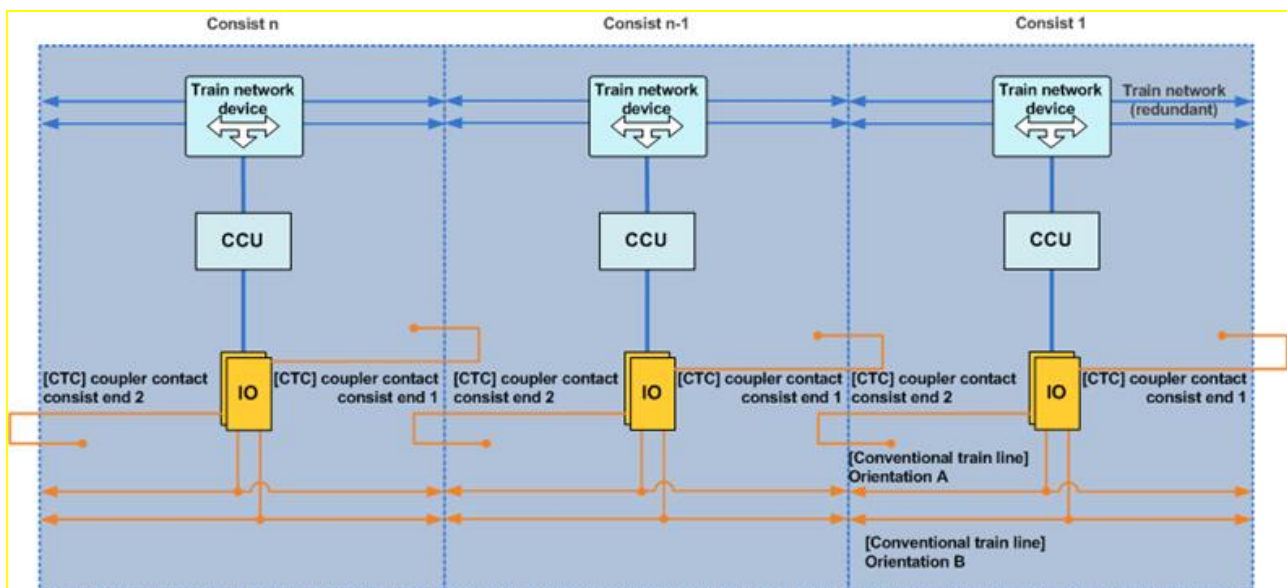 Consist n
Consist n-1
Consist 1
Train network
device
Train network
device
Train network
device
Train network
(redundant)
CCU
CCU
CCU
[CTC] coupler contact
consist end 2
IO
[CTC] coupler contact
consist end 1
[CTC] coupler contact
consist end 2
IO
[CTC] coupler contact
consist end 1
[CTC] coupler contact
consist end 2
IO
[CTC] coupler contact
consist end 1
[Conventional train line]
Orientation A
[Conventional train line]
Orientation B